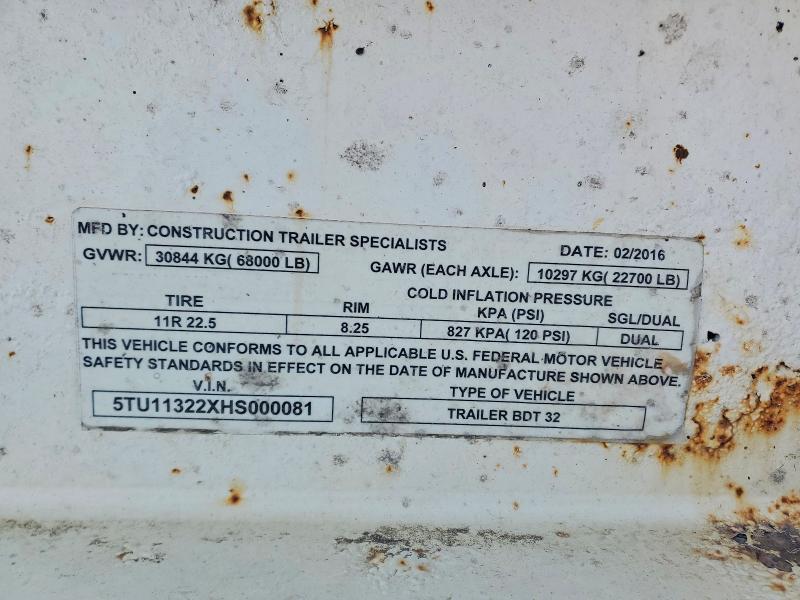 MFD BY: CONSTRUCTION TRAILER SPECIALISTS DATE: 02/2016
GVWR: 30844 KG( 68000 LB) GAWR (EACH AXLE): 10297 KG( 22700 LB)
COLD INFLATION PRESSURE
TIRE RIM KPA (PSI) SGL/DUAL
11R 22.5 8.25 827 KPA( 120 PSI) DUAL
THIS VEHICLE CONFORMS TO ALL APPLICABLE U.S. FEDERAL MOTOR VEHICLE
SAFETY STANDARDS IN EFFECT ON THE DATE OF MANUFACTURE SHOWN ABOVE.
V.I.N. TYPE OF VEHICLE
5TU11322XHS000081 TRAILER BDT 32